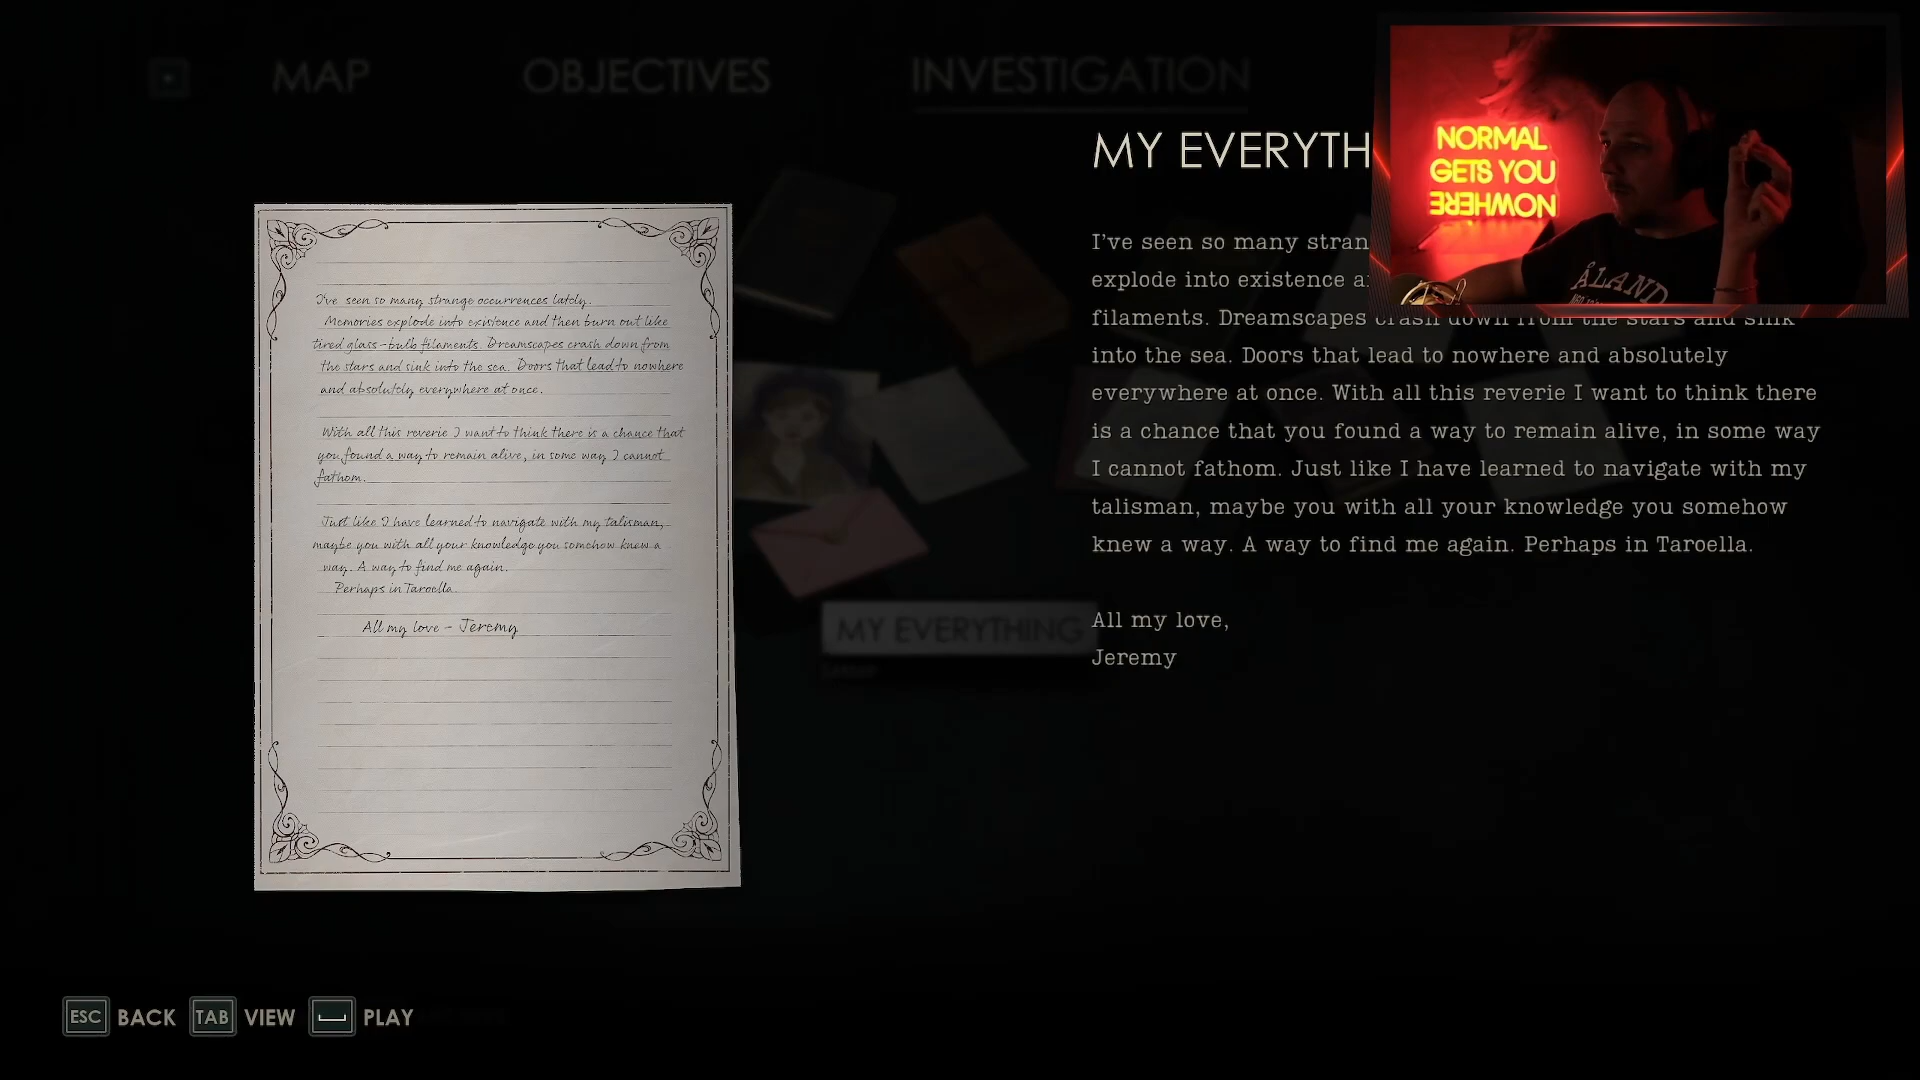 MAP
OBJECTIVES
INVESTIGATION
NORMAL
GETS YOU
NOWHERE
ÅLAND
I've seen so many strange occurrences lately.
Memories explode into existence and then burn out like
tired glass-bulb filaments. Dreamscapes crash down from
the stars and sink into the sea. Doors that lead to nowhere
and absolutely everywhere at once.
With all this reverie I want to think there is a chance that
you found a way to remain alive, in some way I cannot
fathom.
Just like I have learned to navigate with my talisman,
maybe you with all your knowledge you somehow knew a
way. A way to find me again.
Perhaps in Taroella.
All my love - Jeremy
MY EVERYTH
I've seen so many stran
explode into existence a
filaments. Dreamscapes crash down from the stars and sink
into the sea. Doors that lead to nowhere and absolutely
everywhere at once. With all this reverie I want to think there
is a chance that you found a way to remain alive, in some way
I cannot fathom. Just like I have learned to navigate with my
talisman, maybe you with all your knowledge you somehow
knew a way. A way to find me again. Perhaps in Taroella.
All my love,
Jeremy
MY EVERYTHING
ESC BACK TAB VIEW PLAY